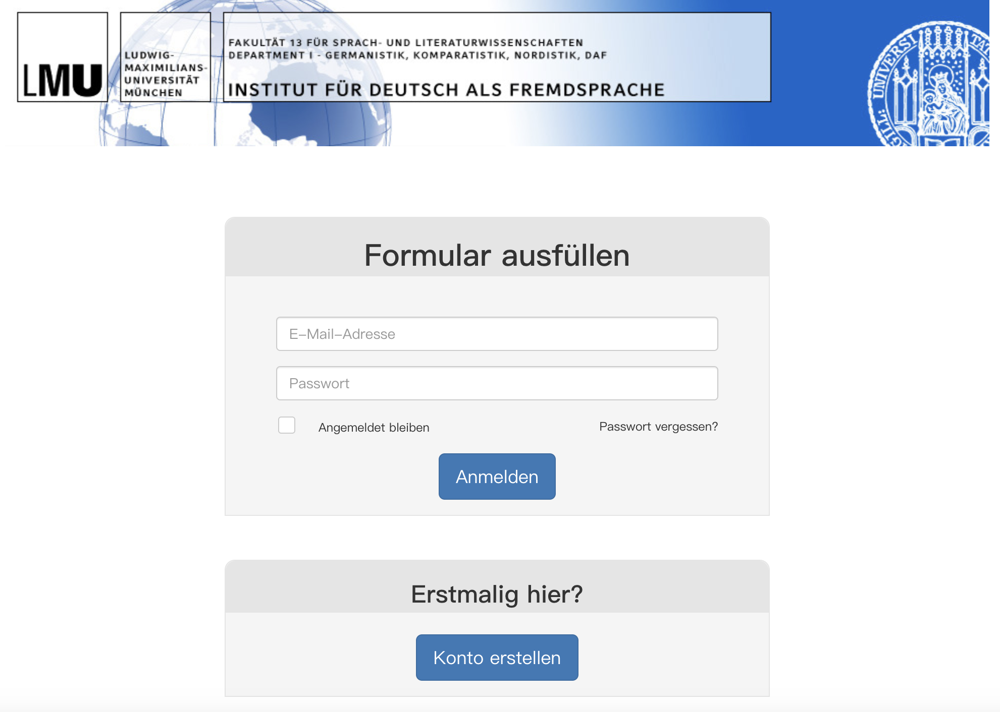 LMU
LUDWIG-
MAXIMILIANS-
UNIVERSITÄT
MÜNCHEN
FAKULTÄT 13 FÜR SPRACH- UND LITERATURWISSENSCHAFTEN
DEPARTMENT I - GERMANISTIK, KOMPARATISTIK, NORDISTIK, DAF
INSTITUT FÜR DEUTSCH ALS FREMDSPRACHE
Formular ausfüllen
E-Mail-Adresse
Passwort
Angemeldet bleiben
Passwort vergessen?
Anmelden
Erstmalig hier?
Konto erstellen